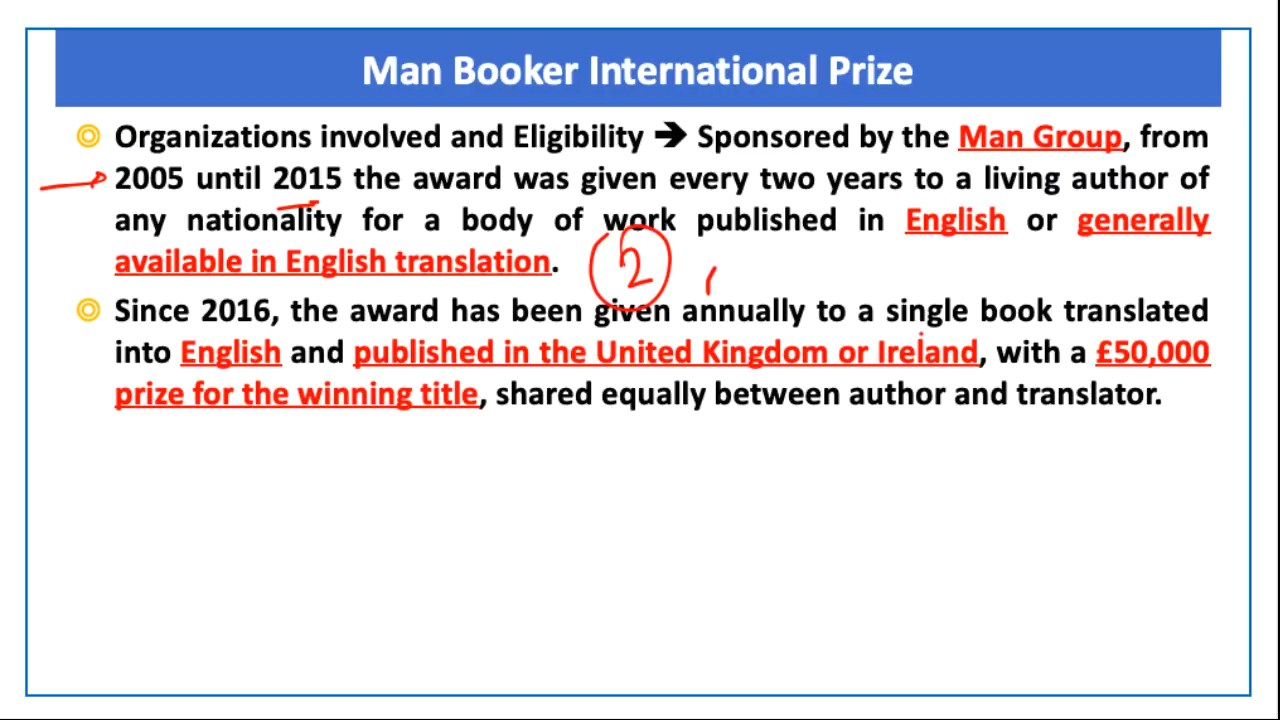 Man Booker International Prize
Organizations involved and Eligibility ➔ Sponsored by the Man Group, from
2005 until 2015 the award was given every two years to a living author of
any nationality for a body of work published in English or generally
available in English translation.
2
Since 2016, the award has been given annually to a single book translated
into English and published in the United Kingdom or Ireland, with a £50,000
prize for the winning title, shared equally between author and translator.